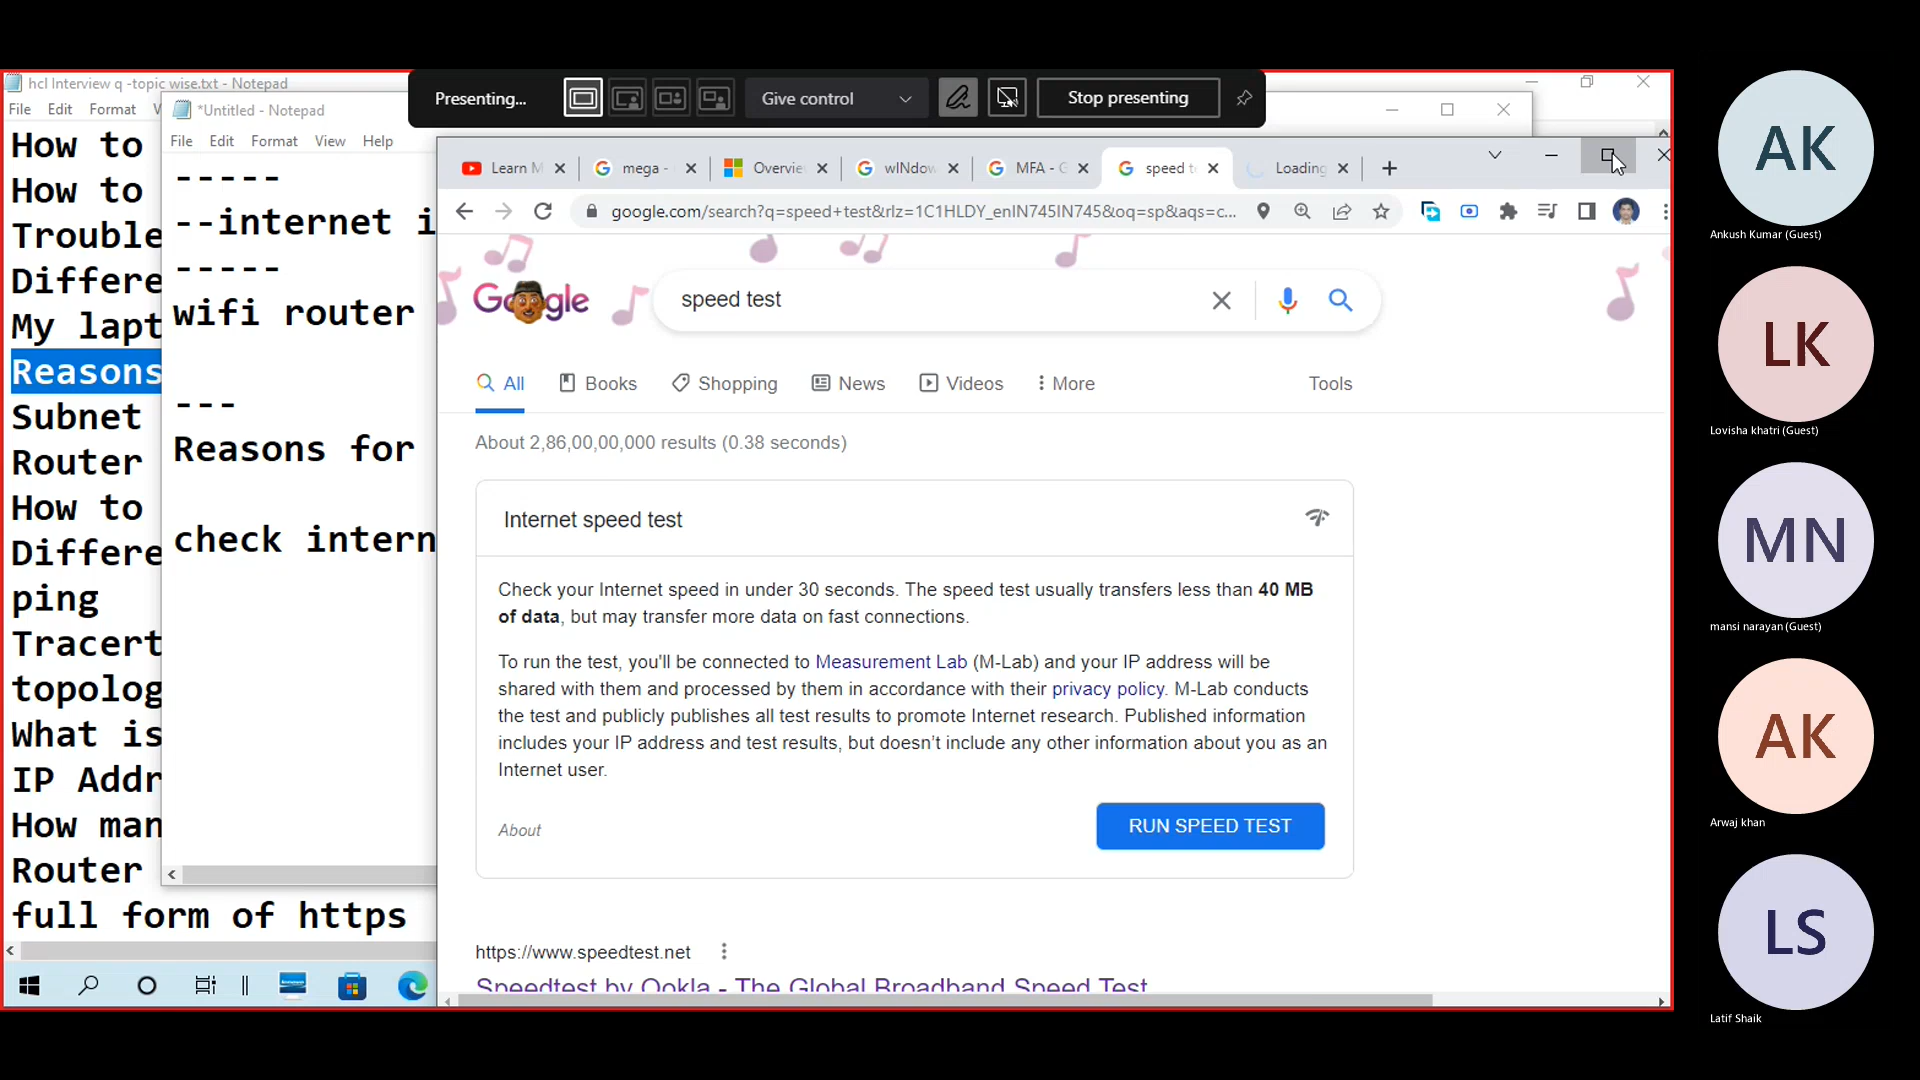 hcl Interview q -topic wise.txt - Notepad
File Edit Format V
How to
How to
Trouble
Differe
My lapt
Reasons
Subnet
Router
How to
Differe
ping
Tracert
topolog
What is
IP Addr
How man
Router
full form of https
*Untitled - Notepad
File Edit Format View Help
-----
--internet i
-----
wifi router
---
Reasons for
check intern
Presenting...
Give control
Stop presenting
Learn M
mega -
Overvie
wINdow
MFA - G
speed t
Loading
google.com/search?q=speed+test&rlz=1C1HLDY_enIN745IN745&oq=sp&aqs=c...
Google
speed test
All Books Shopping News Videos More Tools
About 2,86,00,00,000 results (0.38 seconds)
Internet speed test
Check your Internet speed in under 30 seconds. The speed test usually transfers less than 40 MB
of data, but may transfer more data on fast connections.
To run the test, you'll be connected to Measurement Lab (M-Lab) and your IP address will be
shared with them and processed by them in accordance with their privacy policy. M-Lab conducts
the test and publicly publishes all test results to promote Internet research. Published information
includes your IP address and test results, but doesn't include any other information about you as an
Internet user.
About
RUN SPEED TEST
https://www.speedtest.net
Speedtest by Ookla - The Global Broadband Speed Test
AK
Ankush Kumar (Guest)
LK
Lovisha khatri (Guest)
MN
mansi narayan (Guest)
AK
Arwaj khan
LS
Latif Shaik